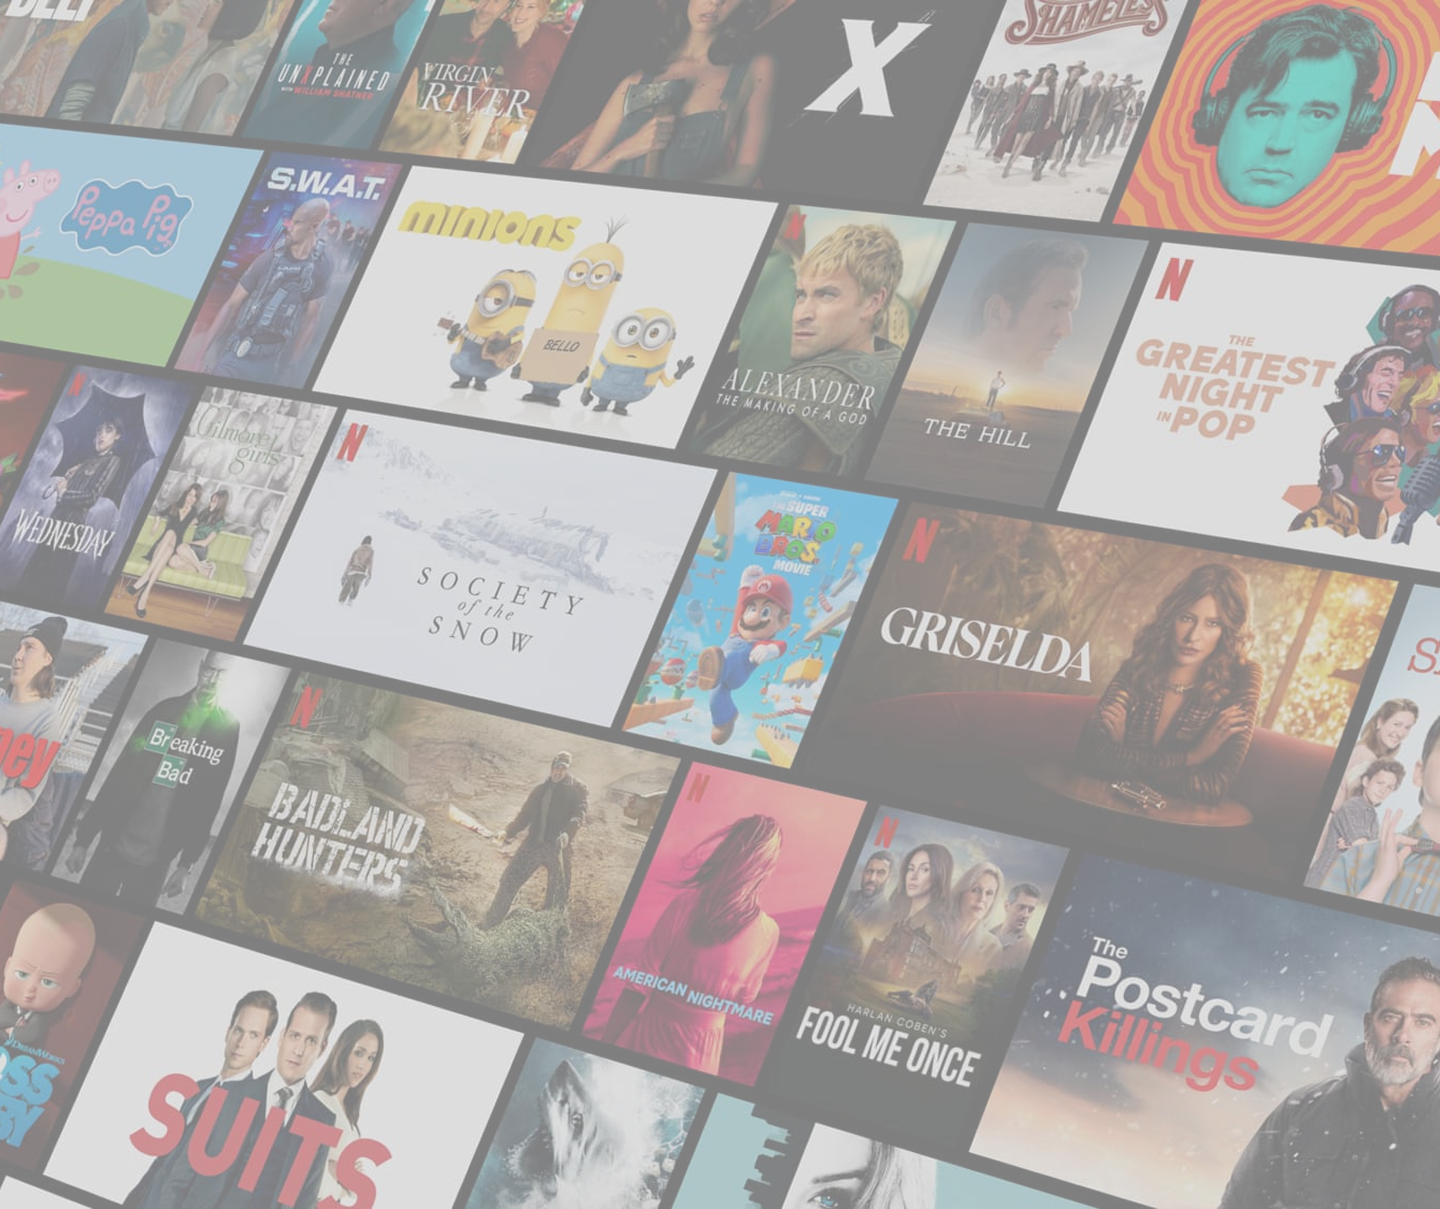 THE
UNXPLAINED
WITH WILLIAM SHATNER
VIRGIN
RIVER
X
SHAMELESS
Peppa Pig
S.W.A.T.
minions
BELLO
ALEXANDER
THE MAKING OF A GOD
THE HILL
N
THE
GREATEST
NIGHT
IN POP
WEDNESDAY
Gilmore
girls
N
SOCIETY
of the
SNOW
THE SUPER
MARIO
BROS.
MOVIE
N
GRISELDA
Breaking
Bad
N
BADLAND
HUNTERS
N
AMERICAN NIGHTMARE
N
HARLAN COBEN'S
FOOL ME ONCE
The
Postcard
Killings
DREAMWORKS
SUITS